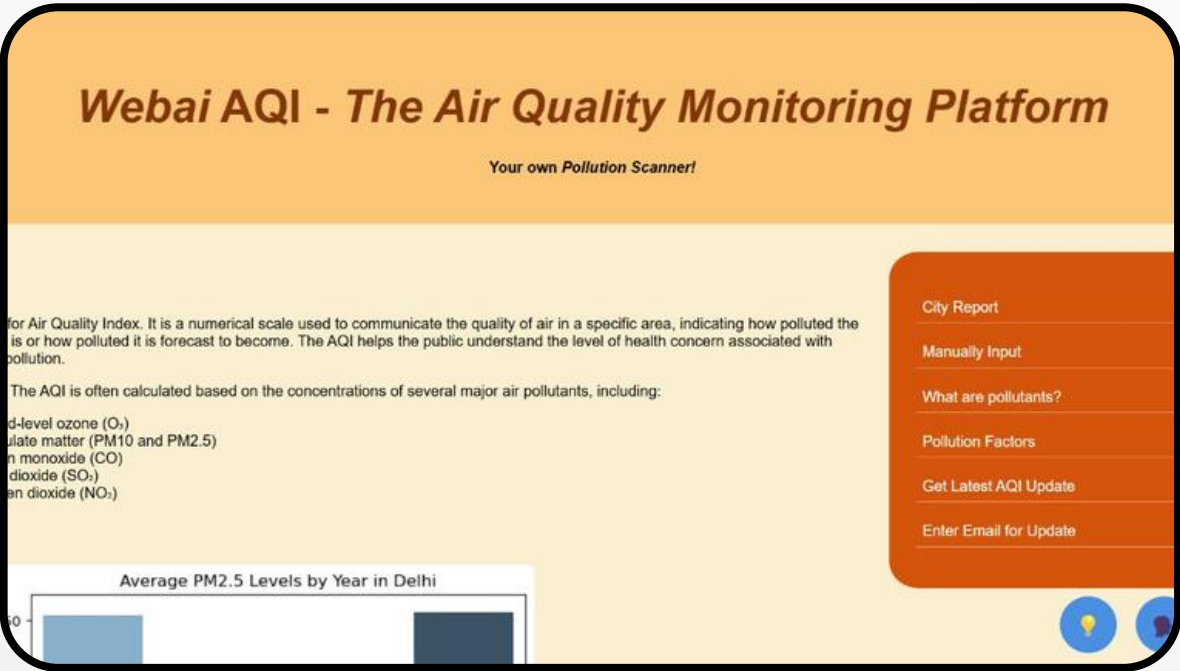 Webai AQI - The Air Quality Monitoring Platform
Your own Pollution Scanner!
for Air Quality Index. It is a numerical scale used to communicate the quality of air in a specific area, indicating how polluted the
is or how polluted it is forecast to become. The AQI helps the public understand the level of health concern associated with
pollution.
The AQI is often calculated based on the concentrations of several major air pollutants, including:
d-level ozone (O₃)
ulate matter (PM10 and PM2.5)
n monoxide (CO)
dioxide (SO₂)
en dioxide (NO₂)
City Report
Manually Input
What are pollutants?
Pollution Factors
Get Latest AQI Update
Enter Email for Update
Average PM2.5 Levels by Year in Delhi